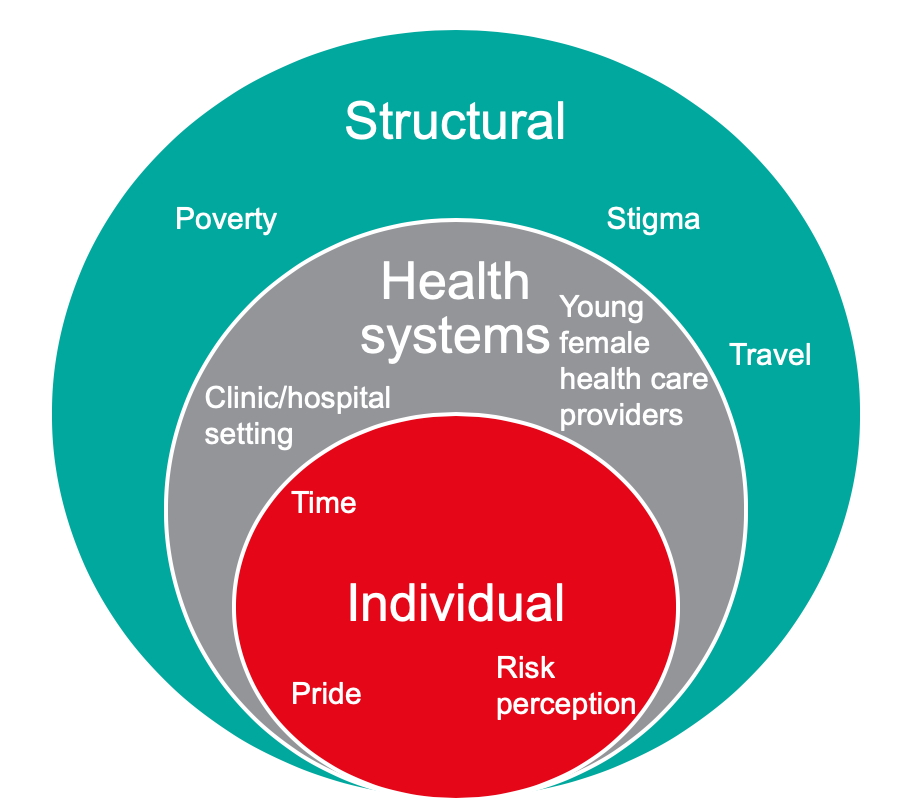 Structural
Poverty
Stigma
Health
systems
Young
female
health care
providers
Travel
Clinic/hospital
setting
Time
Individual
Risk
perception
Pride